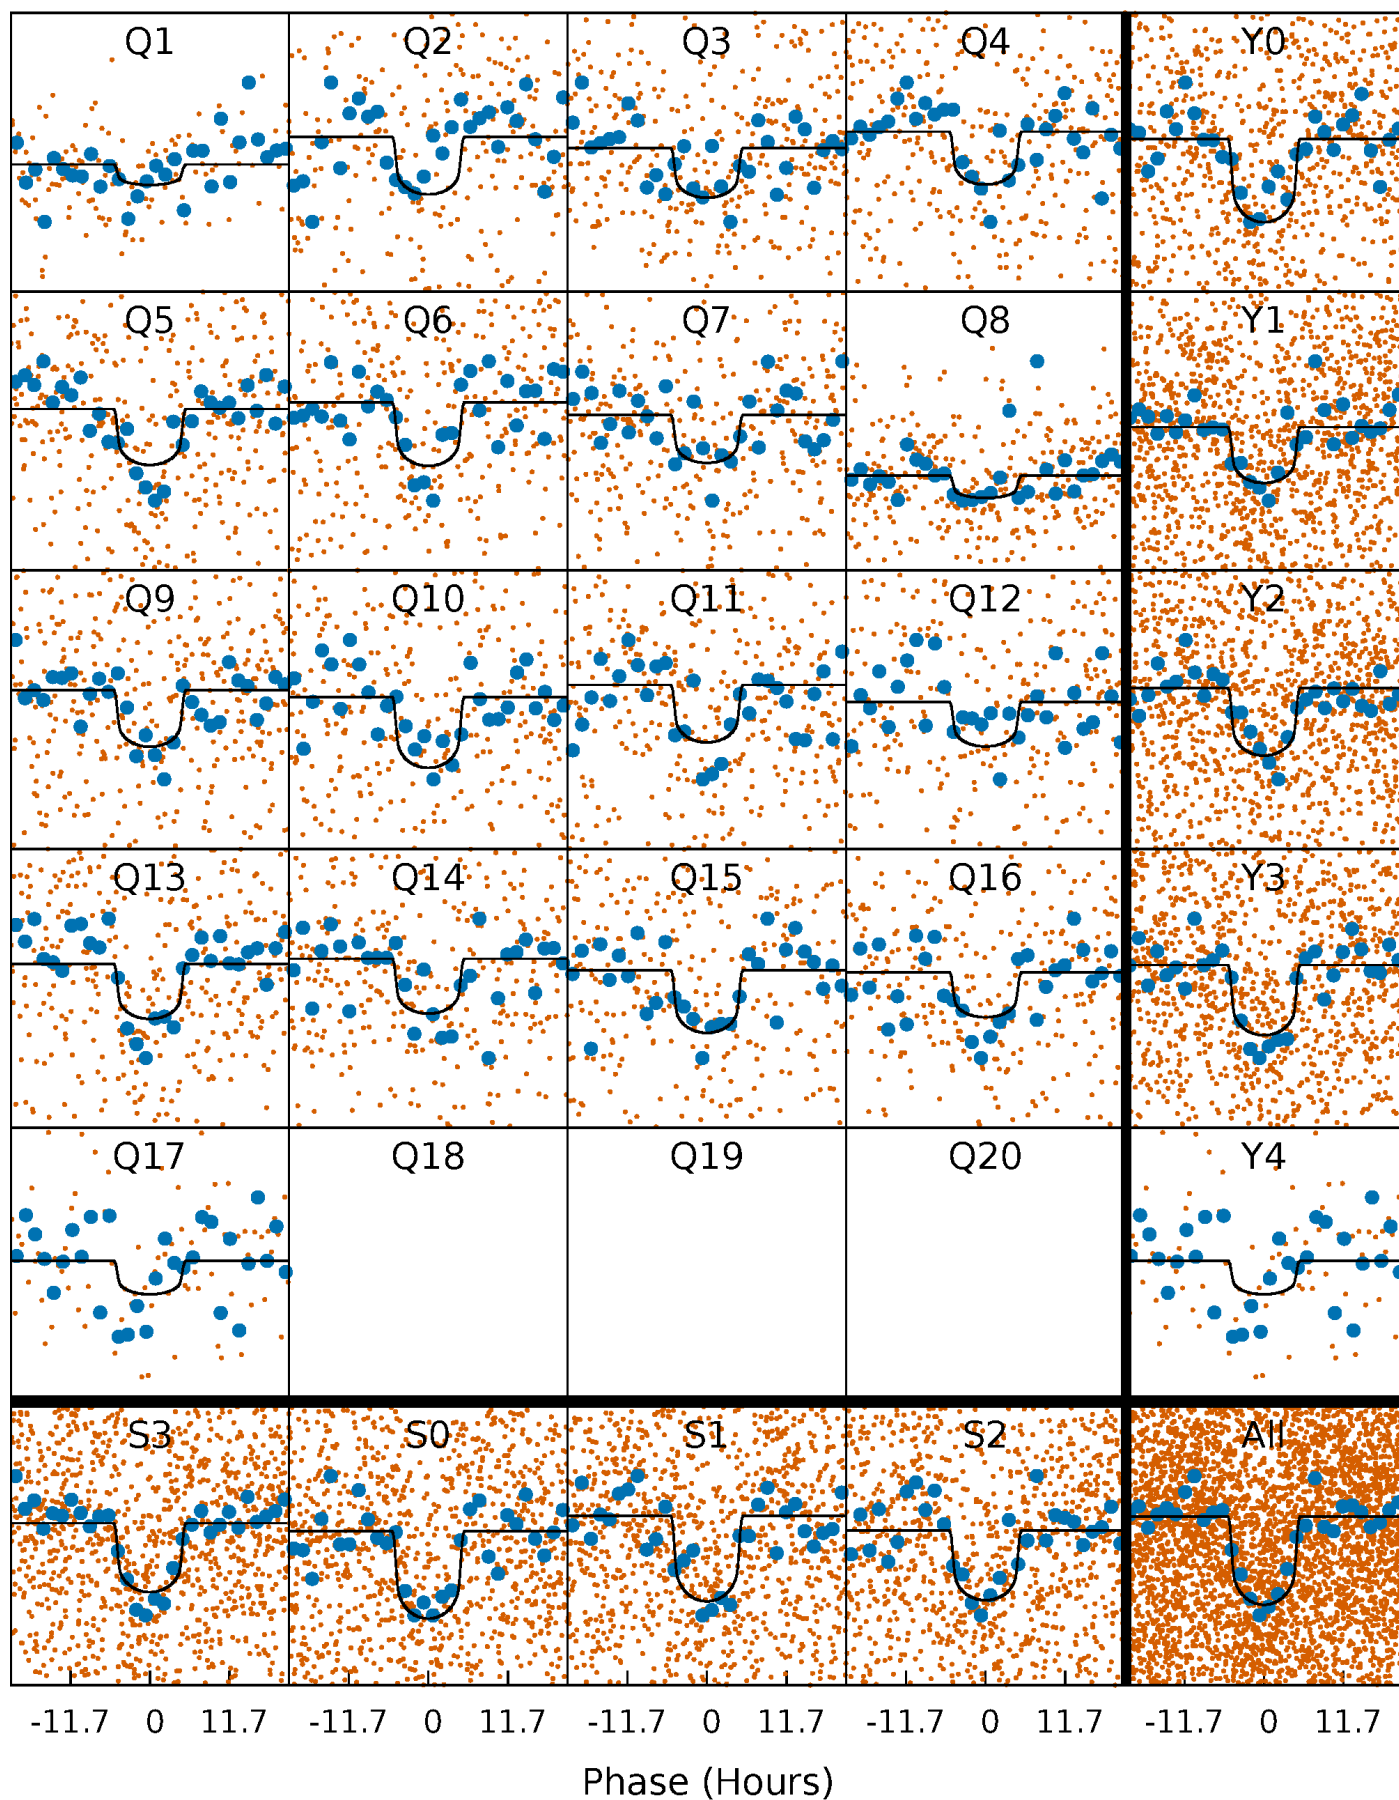 Q1 Q2 Q3 Q4 Y0
Q5 Q6 Q7 Q8 Y1
Q9 Q10 Q11 Q12 Y2
Q13 Q14 Q15 Q16 Y3
Q17 Q18 Q19 Q20 Y4
S3 S0 S1 S2 All
-11.7 0 11.7 -11.7 0 11.7 -11.7 0 11.7 -11.7 0 11.7 -11.7 0 11.7
Phase (Hours)